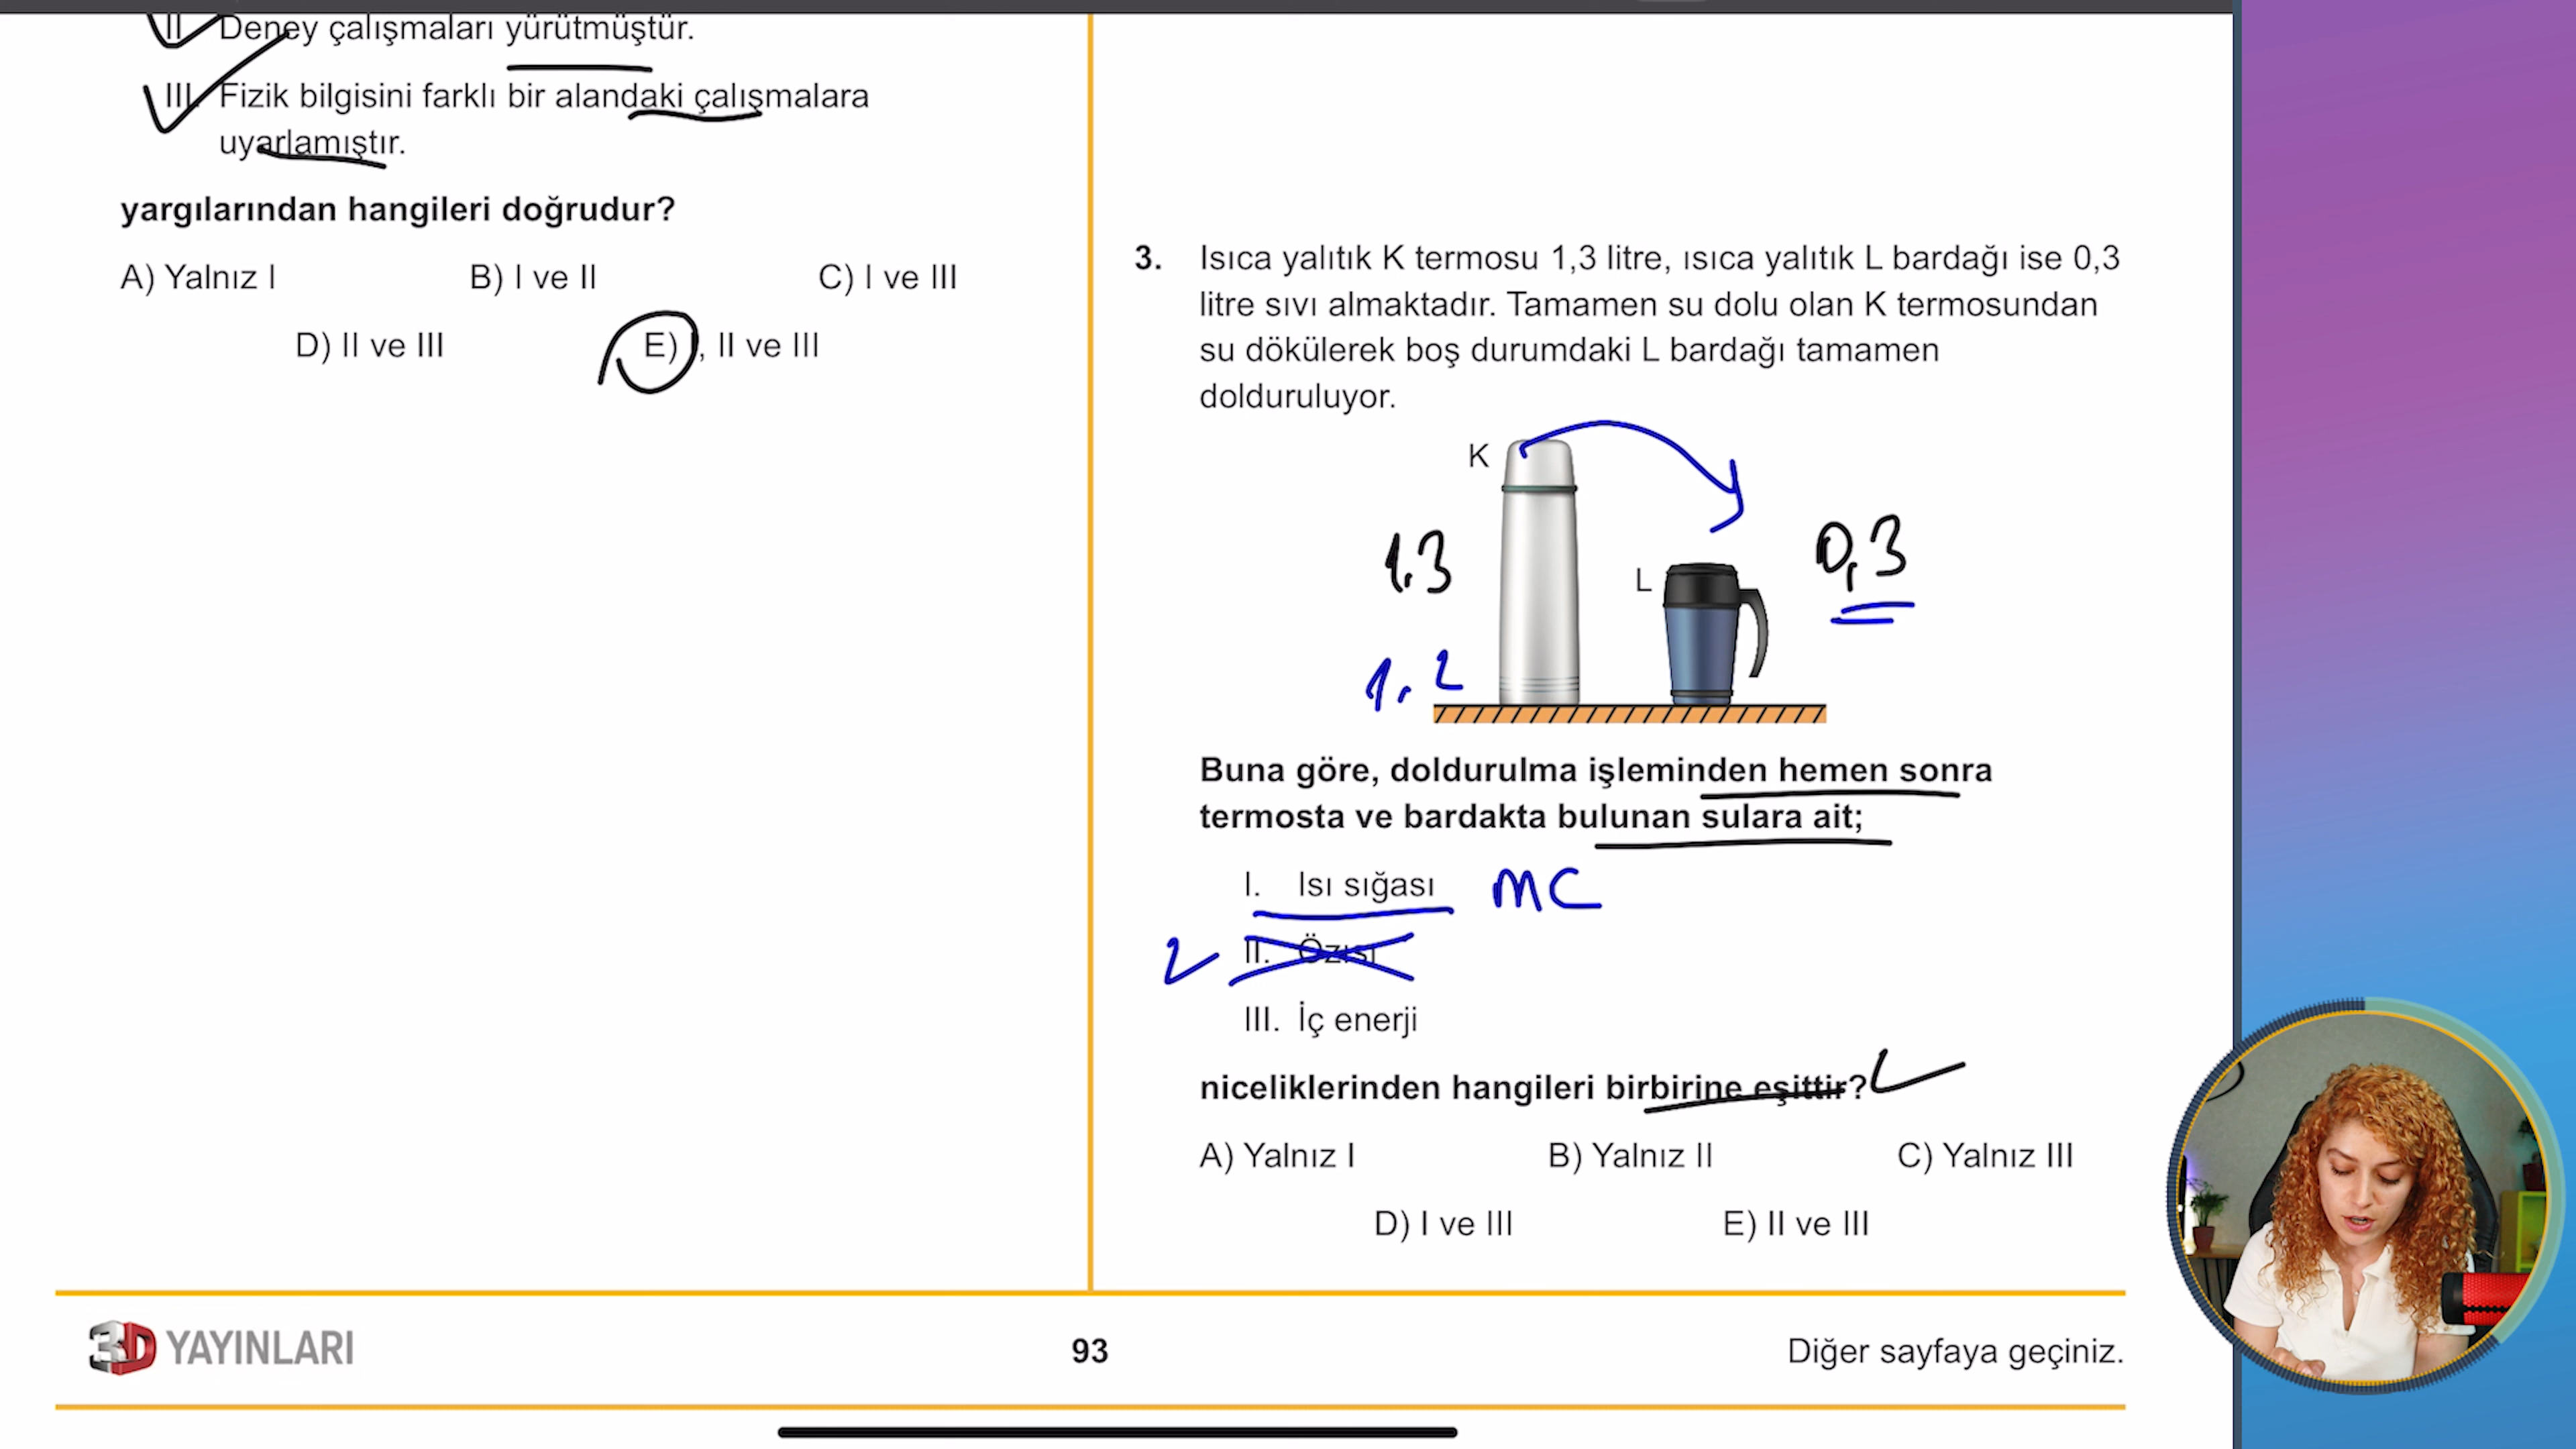 II Deney çalışmaları yürütmüştür.
III. Fizik bilgisini farklı bir alandaki çalışmalara
uyarlamıştır.
yargılarından hangileri doğrudur?
A) Yalnız I B) I ve II C) I ve III
D) II ve III E) I, II ve III
3. Isıca yalıtık K termosu 1,3 litre, ısıca yalıtık L bardağı ise 0,3
litre sıvı almaktadır. Tamamen su dolu olan K termosundan
su dökülerek boş durumdaki L bardağı tamamen
dolduruluyor.
K
1,3
L
0,3
1,2
Buna göre, doldurulma işleminden hemen sonra
termosta ve bardakta bulunan sulara ait;
I. Isı sığası mc
II. Özısı
III. İç enerji
niceliklerinden hangileri birbirine eşittir?
A) Yalnız I B) Yalnız II C) Yalnız III
D) I ve III E) II ve III
3D YAYINLARI
93
Diğer sayfaya geçiniz.